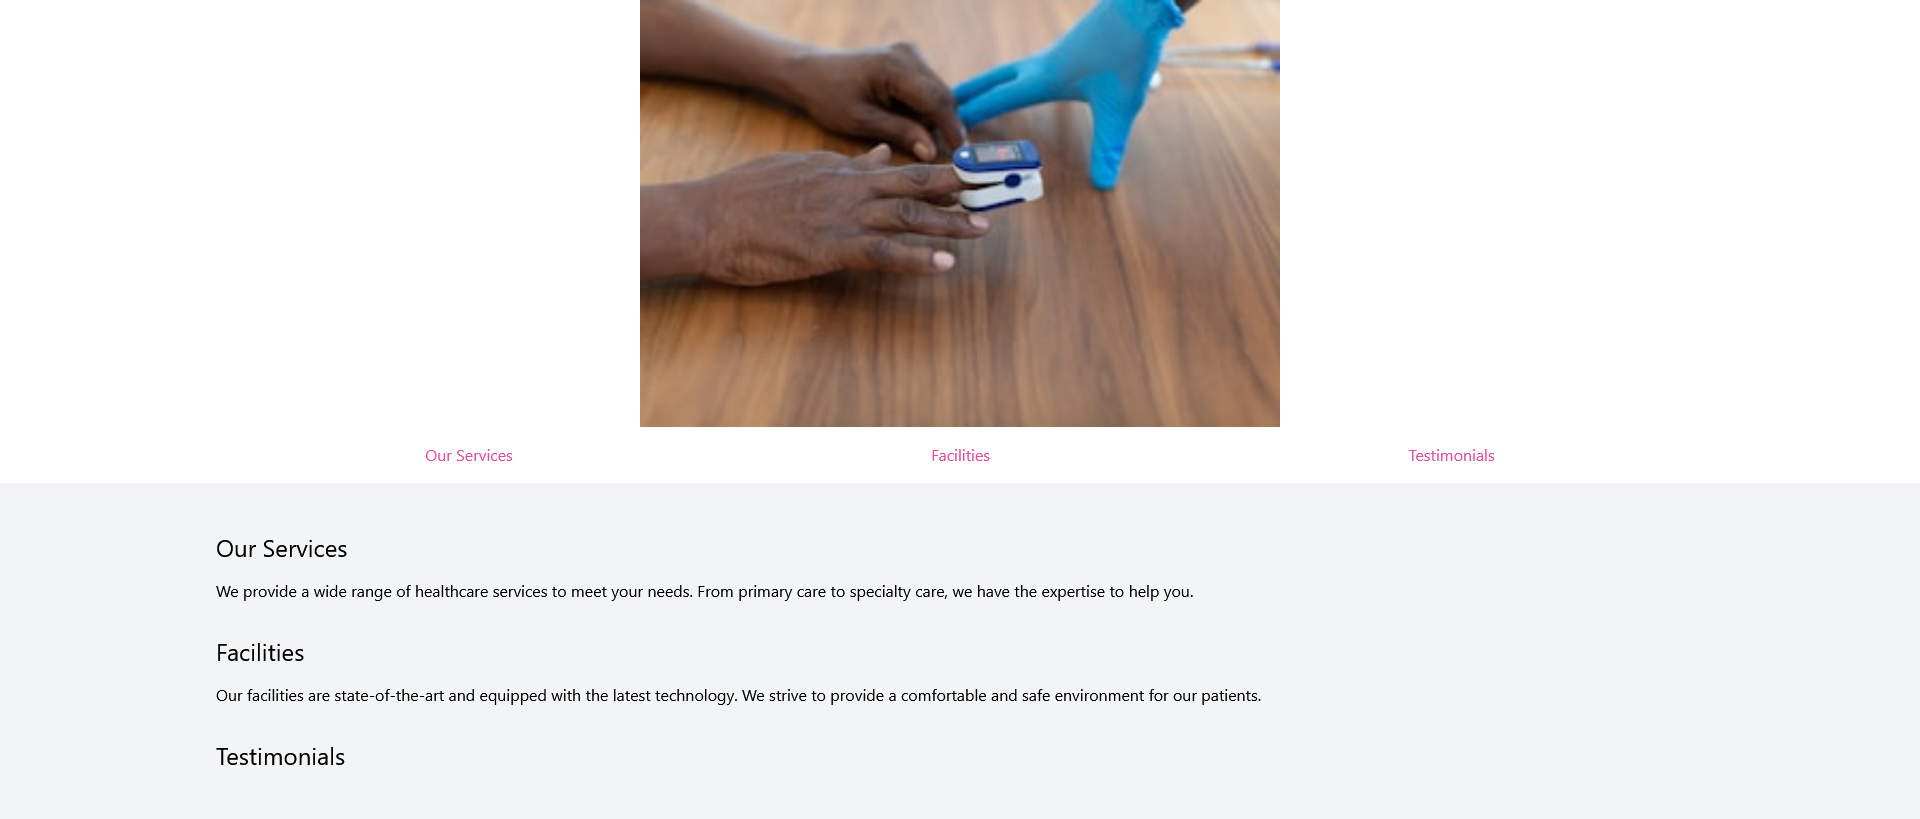 Our Services
Facilities
Testimonials
Our Services
We provide a wide range of healthcare services to meet your needs. From primary care to specialty care, we have the expertise to help you.
Facilities
Our facilities are state-of-the-art and equipped with the latest technology. We strive to provide a comfortable and safe environment for our patients.
Testimonials